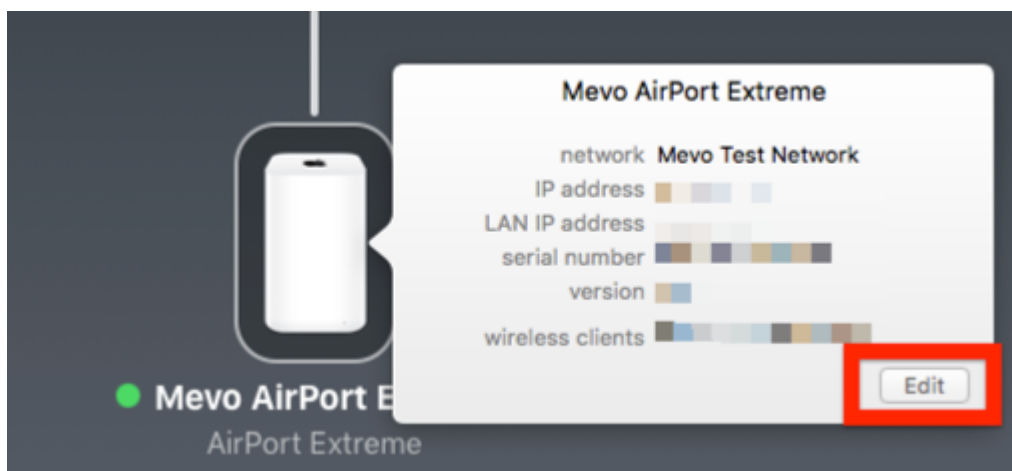 Mevo AirPort Extreme
network Mevo Test Network
IP address
LAN IP address
serial number
version
wireless clients
Edit
Mevo AirPort E
AirPort Extreme